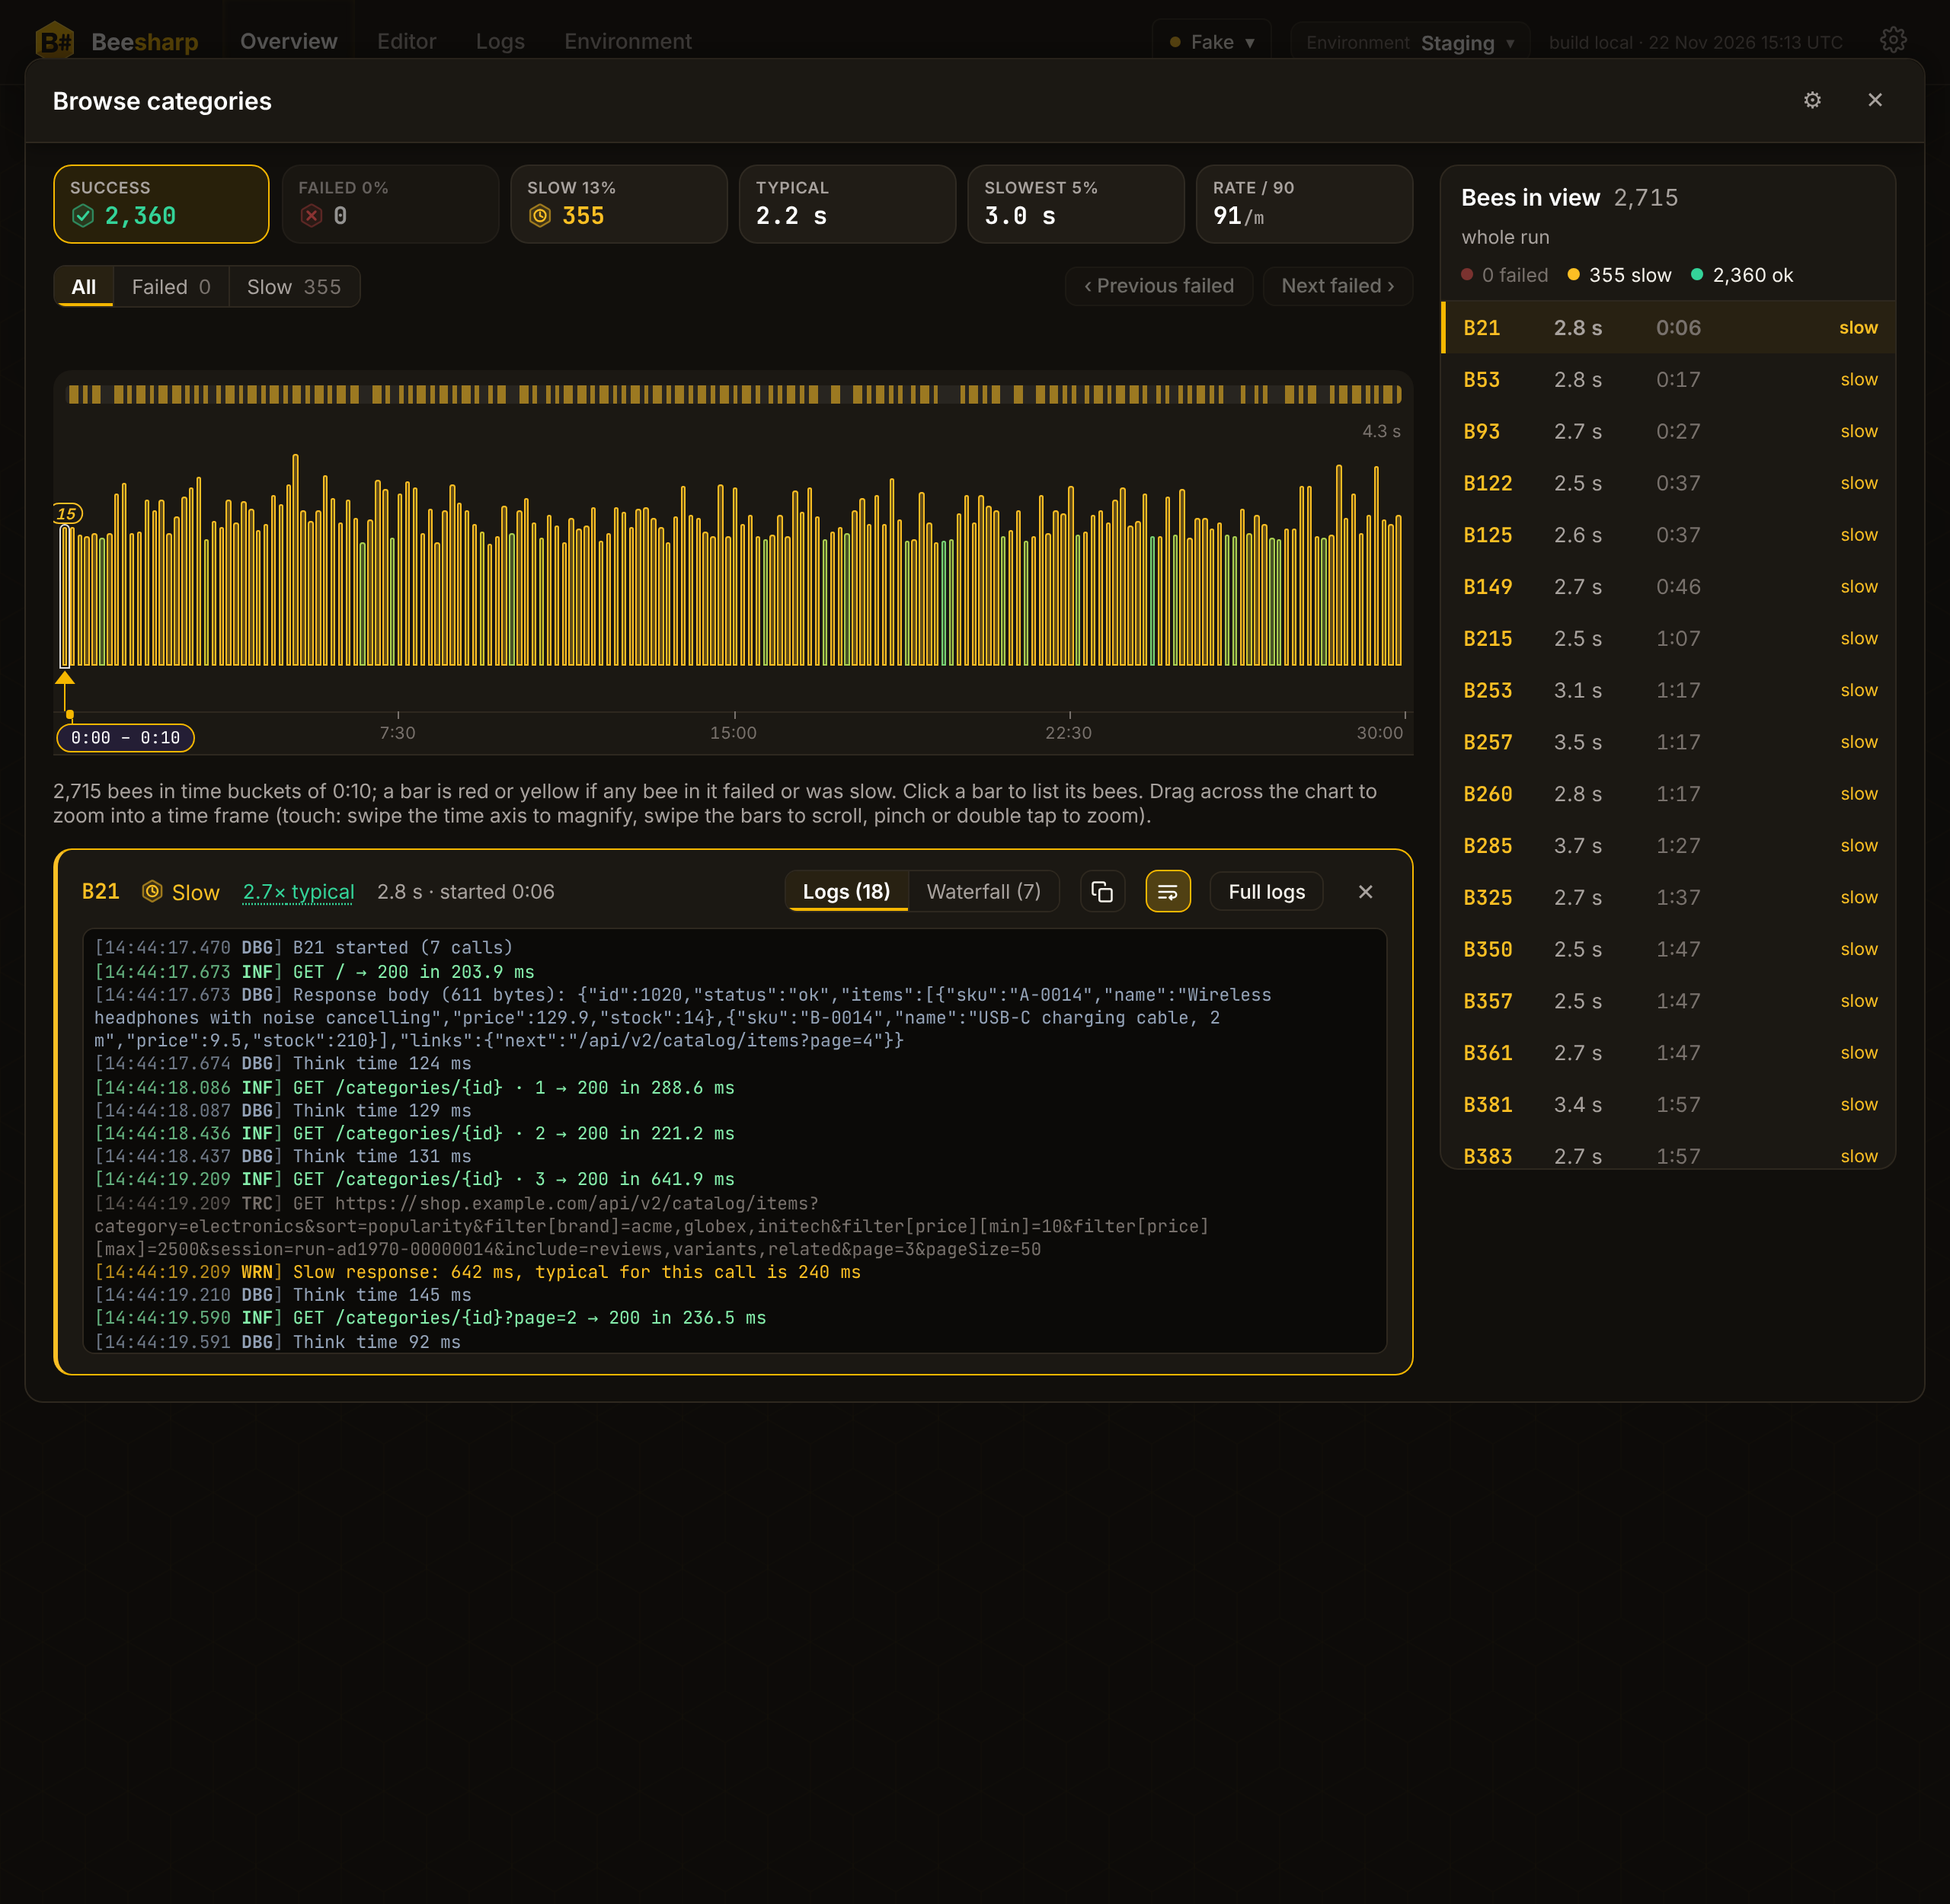 B# Beesharp Overview Editor Logs Environment Fake ▾ Environment Staging ▾ build local · 22 Nov 2026 15:13 UTC
Browse categories
SUCCESS
2,360
FAILED 0%
0
SLOW 13%
355
TYPICAL
2.2 s
SLOWEST 5%
3.0 s
RATE / 90
91/m
All Failed 0 Slow 355
‹ Previous failed Next failed ›
4.3 s
15
0:00 – 0:10 7:30 15:00 22:30 30:00
2,715 bees in time buckets of 0:10; a bar is red or yellow if any bee in it failed or was slow. Click a bar to list its bees. Drag across the chart to
zoom into a time frame (touch: swipe the time axis to magnify, swipe the bars to scroll, pinch or double tap to zoom).
B21 Slow 2.7× typical 2.8 s · started 0:06 Logs (18) Waterfall (7) Full logs ✕
[14:44:17.470 DBG] B21 started (7 calls)
[14:44:17.673 INF] GET / → 200 in 203.9 ms
[14:44:17.673 DBG] Response body (611 bytes): {"id":1020,"status":"ok","items":[{"sku":"A-0014","name":"Wireless
headphones with noise cancelling","price":129.9,"stock":14},{"sku":"B-0014","name":"USB-C charging cable, 2
m","price":9.5,"stock":210}],"links":{"next":"/api/v2/catalog/items?page=4"}}
[14:44:17.674 DBG] Think time 124 ms
[14:44:18.086 INF] GET /categories/{id} · 1 → 200 in 288.6 ms
[14:44:18.087 DBG] Think time 129 ms
[14:44:18.436 INF] GET /categories/{id} · 2 → 200 in 221.2 ms
[14:44:18.437 DBG] Think time 131 ms
[14:44:19.209 INF] GET /categories/{id} · 3 → 200 in 641.9 ms
[14:44:19.209 TRC] GET https://shop.example.com/api/v2/catalog/items?
category=electronics&sort=popularity&filter[brand]=acme,globex,initech&filter[price][min]=10&filter[price]
[max]=2500&session=run-ad1970-00000014&include=reviews,variants,related&page=3&pageSize=50
[14:44:19.209 WRN] Slow response: 642 ms, typical for this call is 240 ms
[14:44:19.210 DBG] Think time 145 ms
[14:44:19.590 INF] GET /categories/{id}?page=2 → 200 in 236.5 ms
[14:44:19.591 DBG] Think time 92 ms
Bees in view 2,715
whole run
0 failed 355 slow 2,360 ok
B21 2.8 s 0:06 slow
B53 2.8 s 0:17 slow
B93 2.7 s 0:27 slow
B122 2.5 s 0:37 slow
B125 2.6 s 0:37 slow
B149 2.7 s 0:46 slow
B215 2.5 s 1:07 slow
B253 3.1 s 1:17 slow
B257 3.5 s 1:17 slow
B260 2.8 s 1:17 slow
B285 3.7 s 1:27 slow
B325 2.7 s 1:37 slow
B350 2.5 s 1:47 slow
B357 2.5 s 1:47 slow
B361 2.7 s 1:47 slow
B381 3.4 s 1:57 slow
B383 2.7 s 1:57 slow